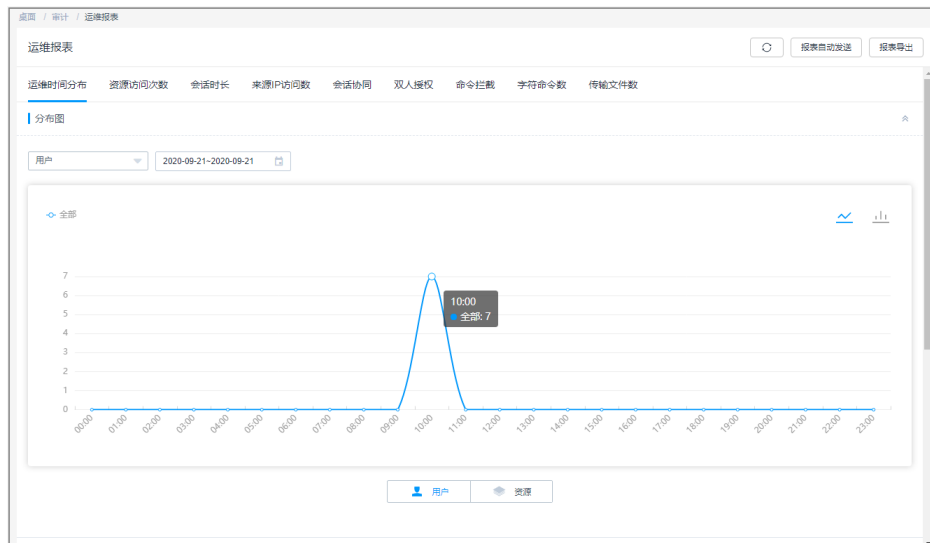 桌面 / 审计 / 运维报表
运维报表
报表自动发送 报表导出
运维时间分布 资源访问次数 会话时长 来源IP访问数 会话协同 双人授权 命令拦截 字符命令数 传输文件数
分布图
用户 2020-09-21~2020-09-21
全部
7
6
5
4
3
2
1
0
10:00
全部: 7
00:00 01:00 02:00 03:00 04:00 05:00 06:00 07:00 08:00 09:00 10:00 11:00 12:00 13:00 14:00 15:00 16:00 17:00 18:00 19:00 20:00 21:00 22:00 23:00
用户 资源